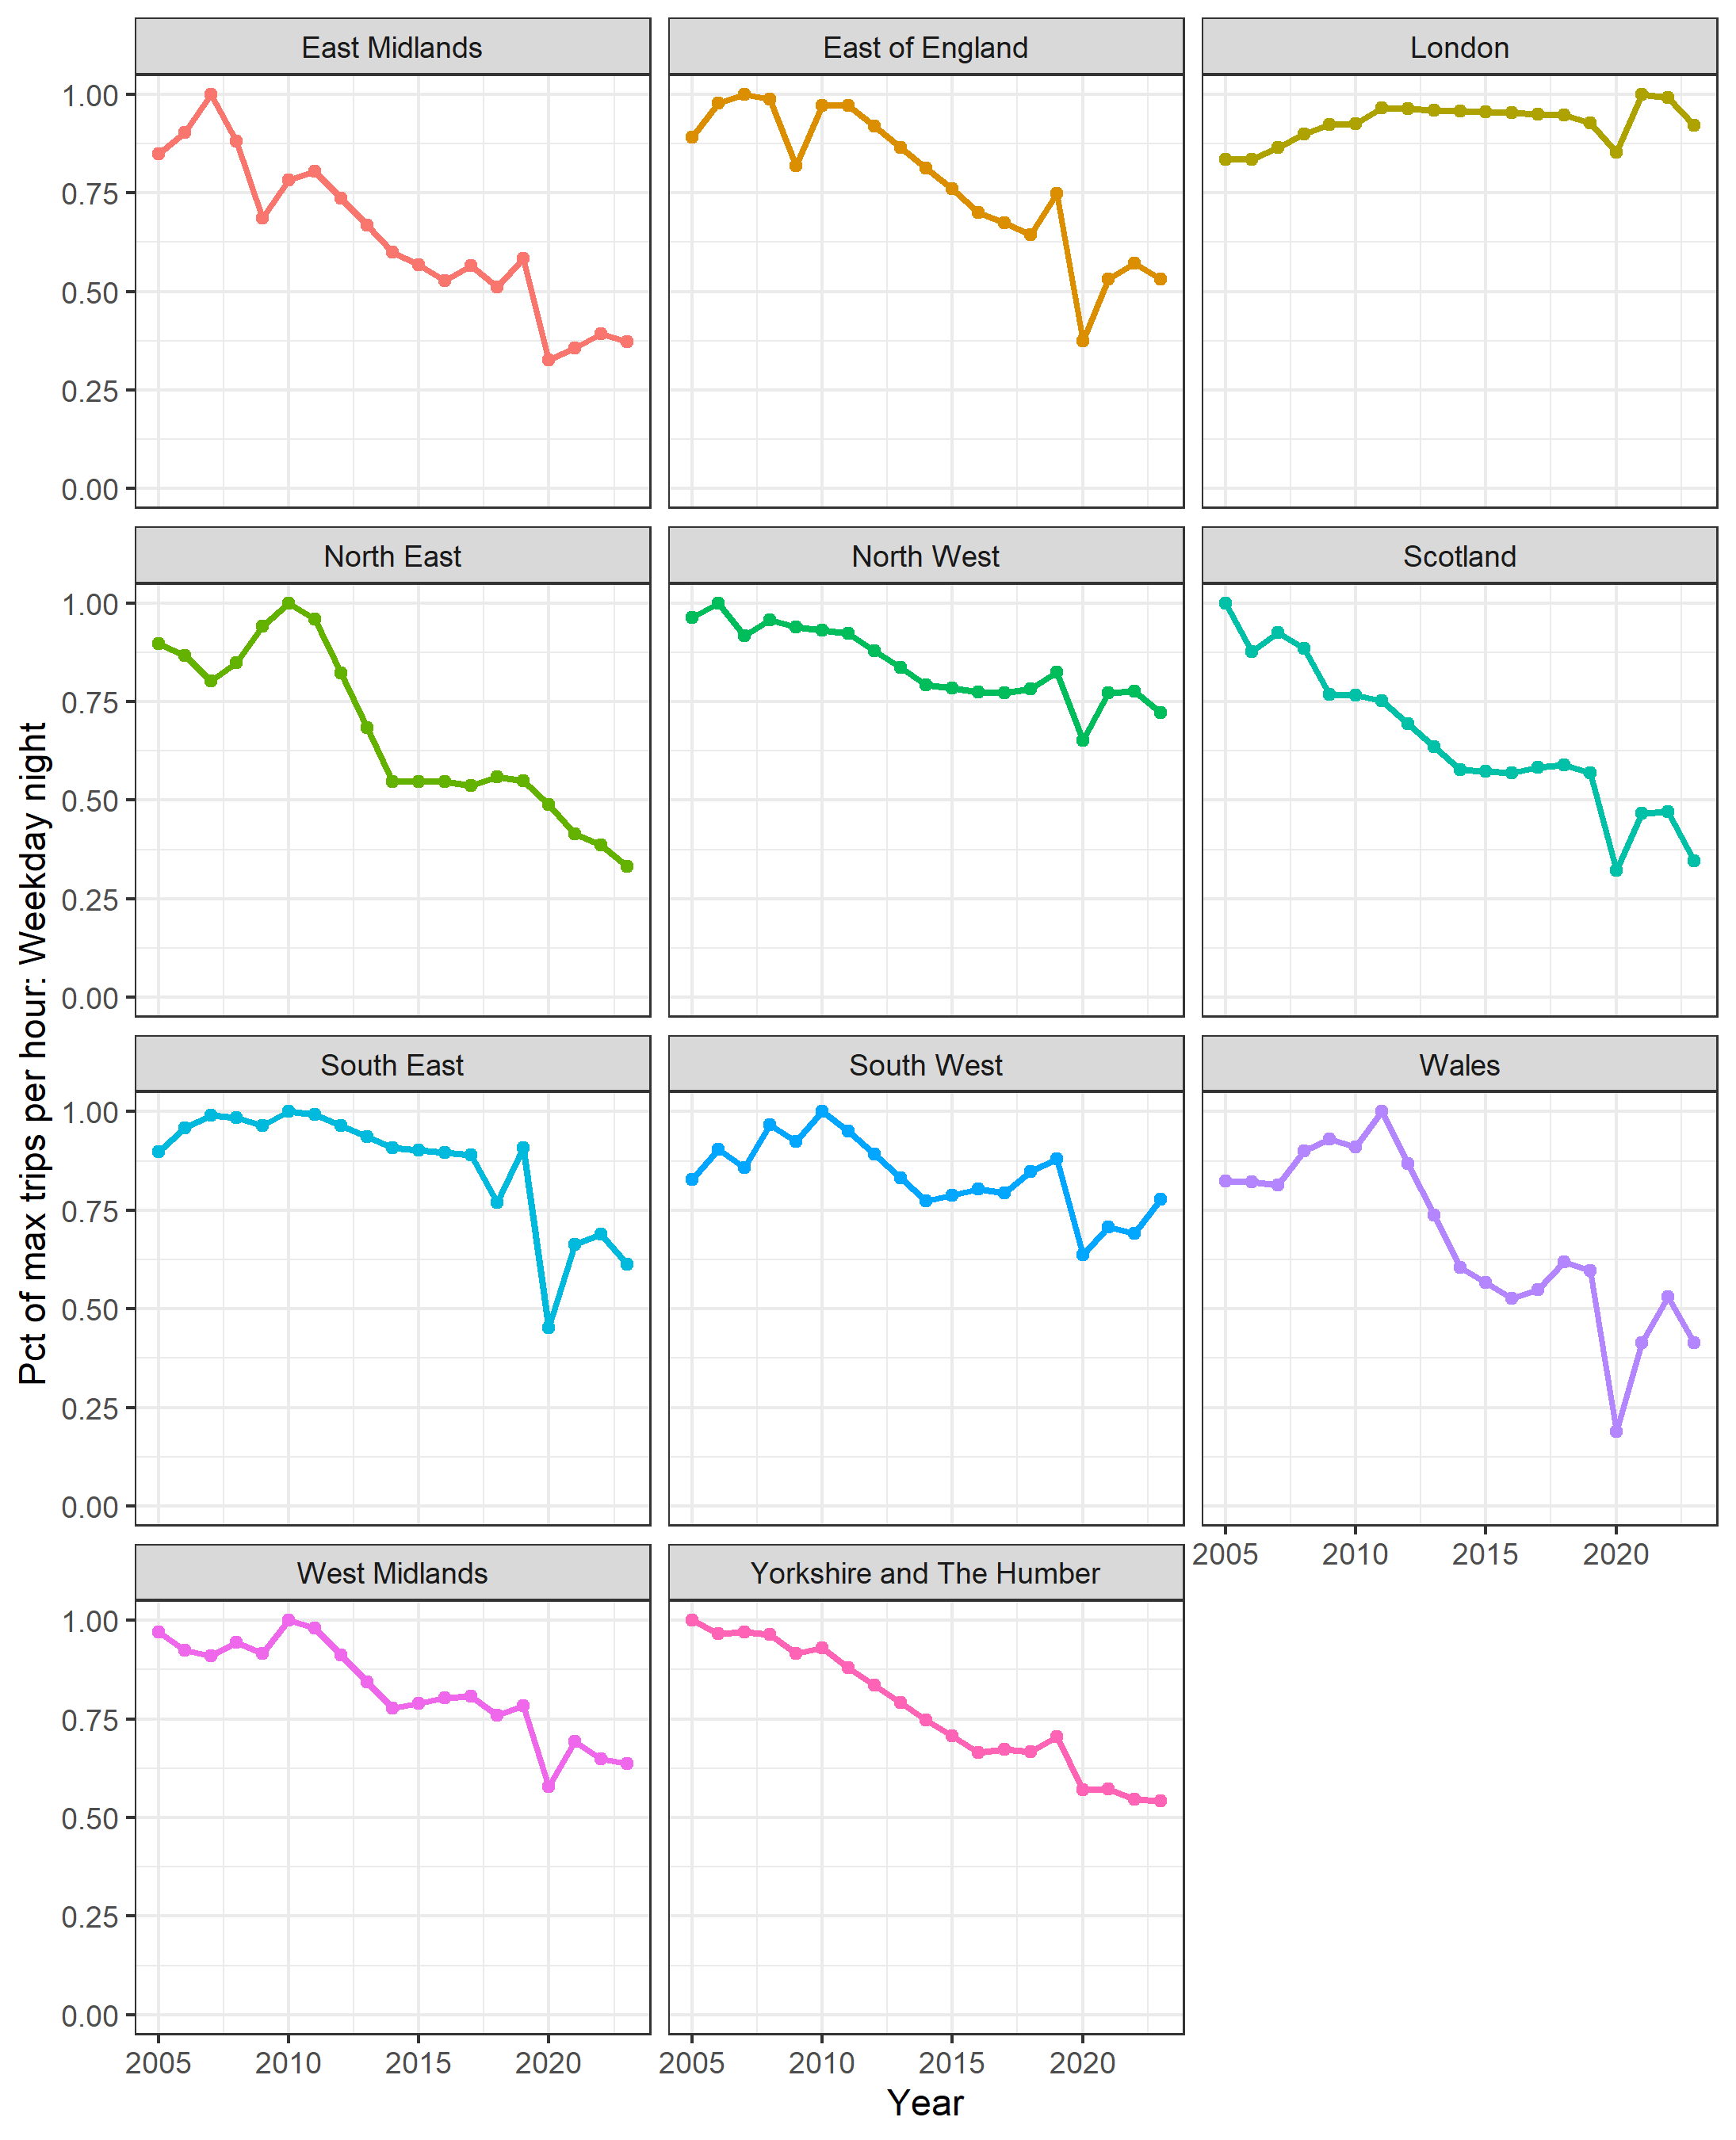 East Midlands
East of England
London
1.00
0.75
0.50
0.25
0.00
North East
North West
Scotland
1.00
0.75
0.50
0.25
0.00
South East
South West
Wales
1.00
0.75
0.50
0.25
0.00
2005 2010 2015 2020
West Midlands
Yorkshire and The Humber
1.00
0.75
0.50
0.25
0.00
2005 2010 2015 2020
2005 2010 2015 2020
Year
Pct of max trips per hour: Weekday night